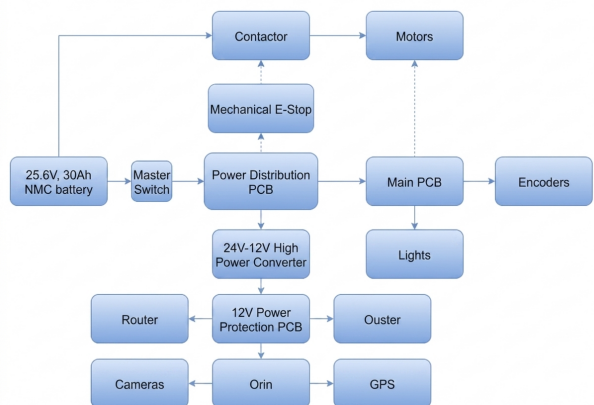 Contactor
Motors
Mechanical E-Stop
25.6V, 30Ah
NMC battery
Master
Switch
Power Distribution
PCB
Main PCB
Encoders
24V-12V High
Power Converter
Lights
Router
12V Power
Protection PCB
Ouster
Cameras
Orin
GPS